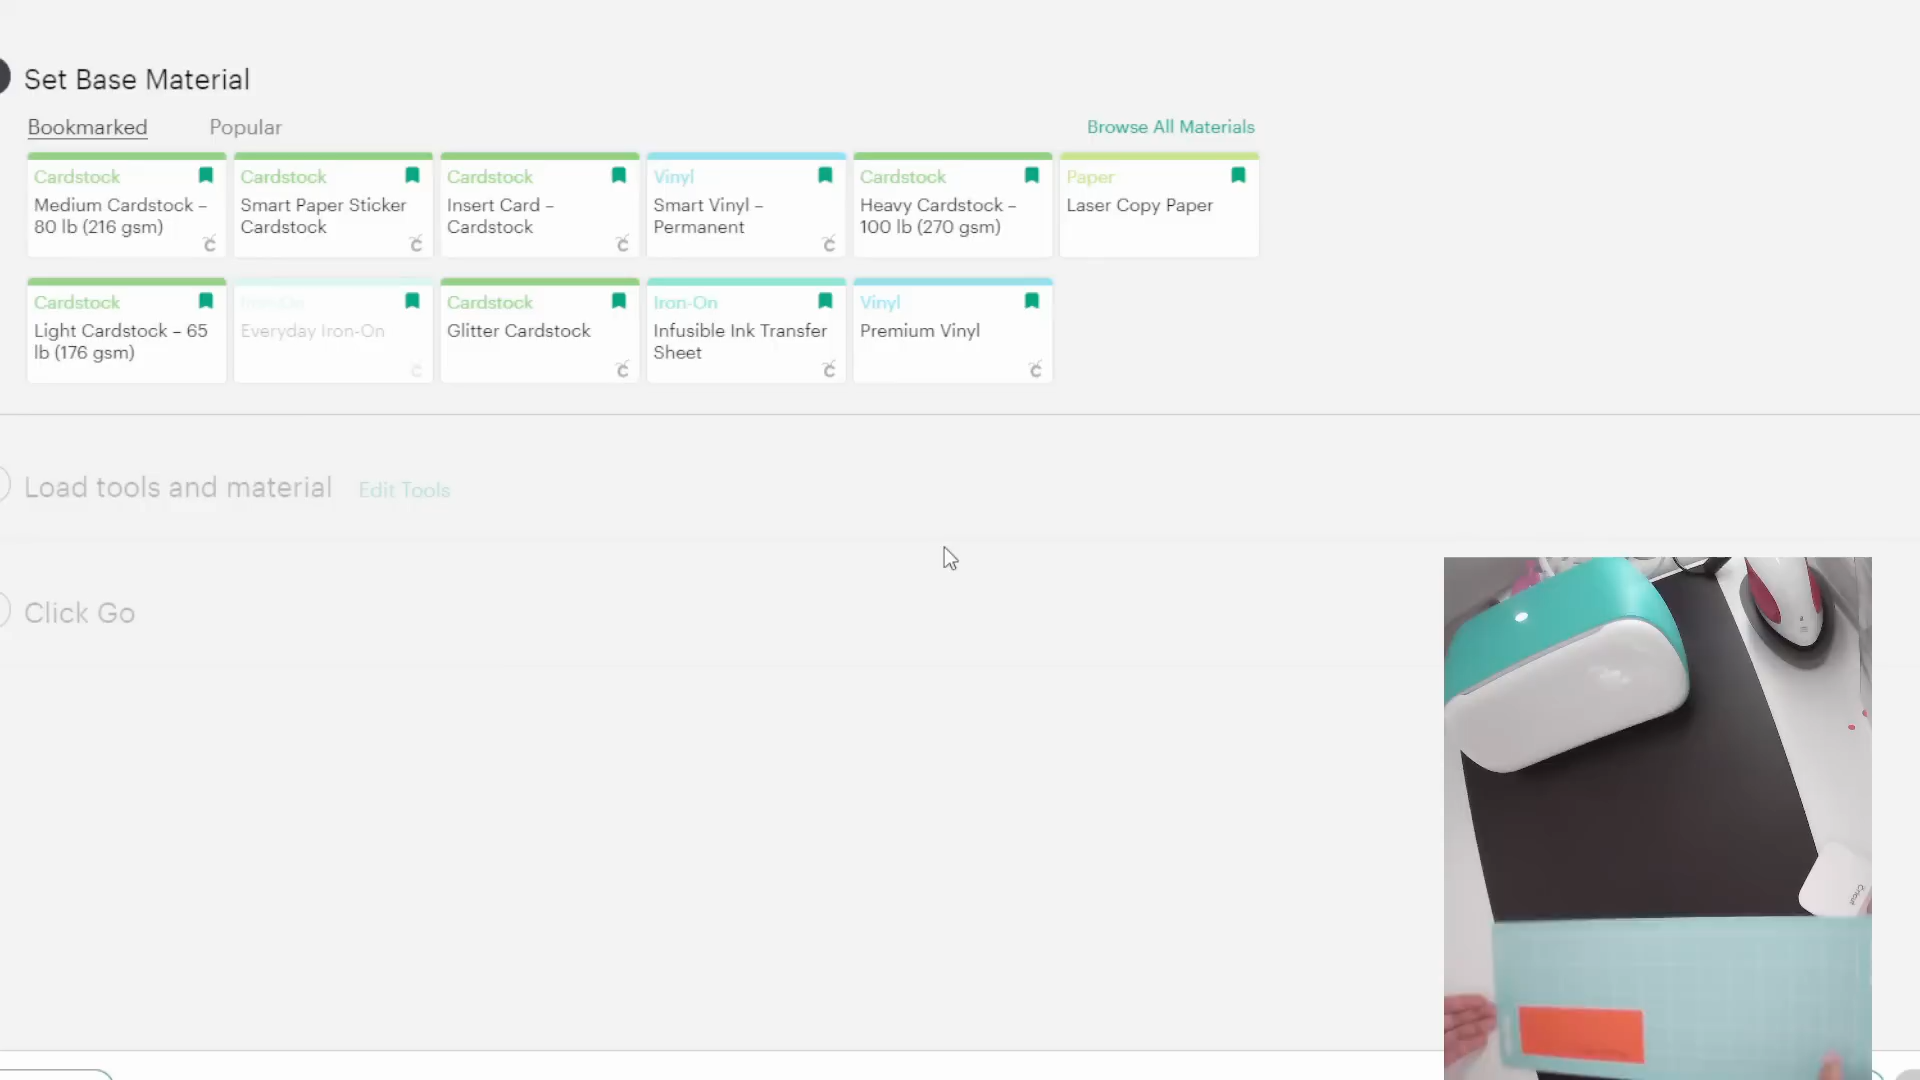 Set Base Material
Bookmarked Popular Browse All Materials
Cardstock
Medium Cardstock –
80 lb (216 gsm)
Cardstock
Smart Paper Sticker
Cardstock
Cardstock
Insert Card –
Cardstock
Vinyl
Smart Vinyl –
Permanent
Cardstock
Heavy Cardstock –
100 lb (270 gsm)
Paper
Laser Copy Paper
Cardstock
Light Cardstock – 65
lb (176 gsm)
Iron-On
Everyday Iron-On
Cardstock
Glitter Cardstock
Iron-On
Infusible Ink Transfer
Sheet
Vinyl
Premium Vinyl
Load tools and material Edit Tools
Click Go
Cricut